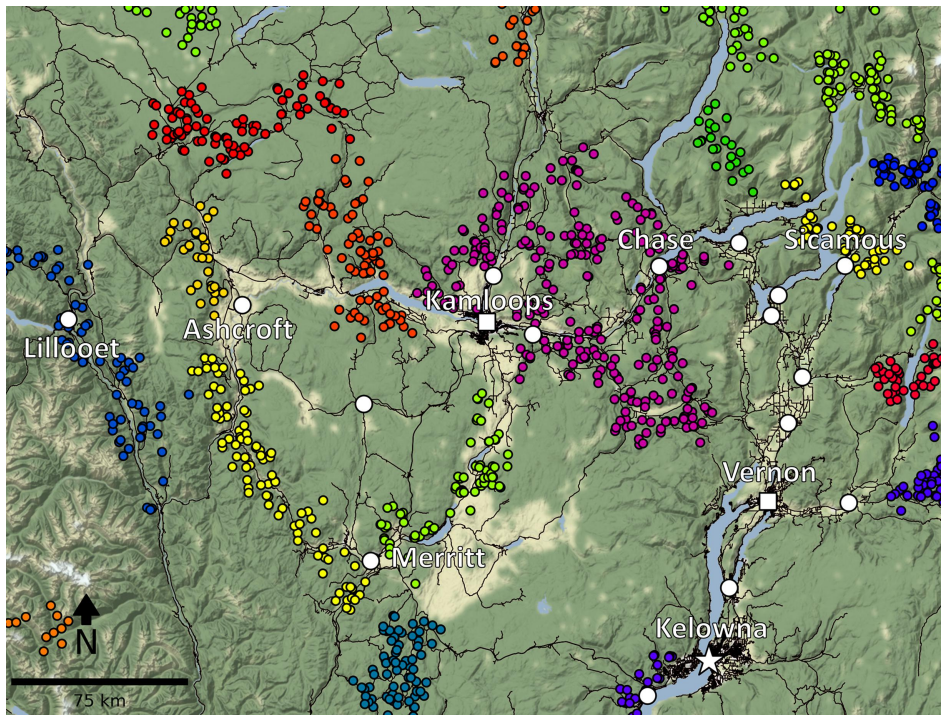 Chase
Sicamous
Kamloops
Ashcroft
Lillooet
Vernon
Merritt
Kelowna
N
75 km